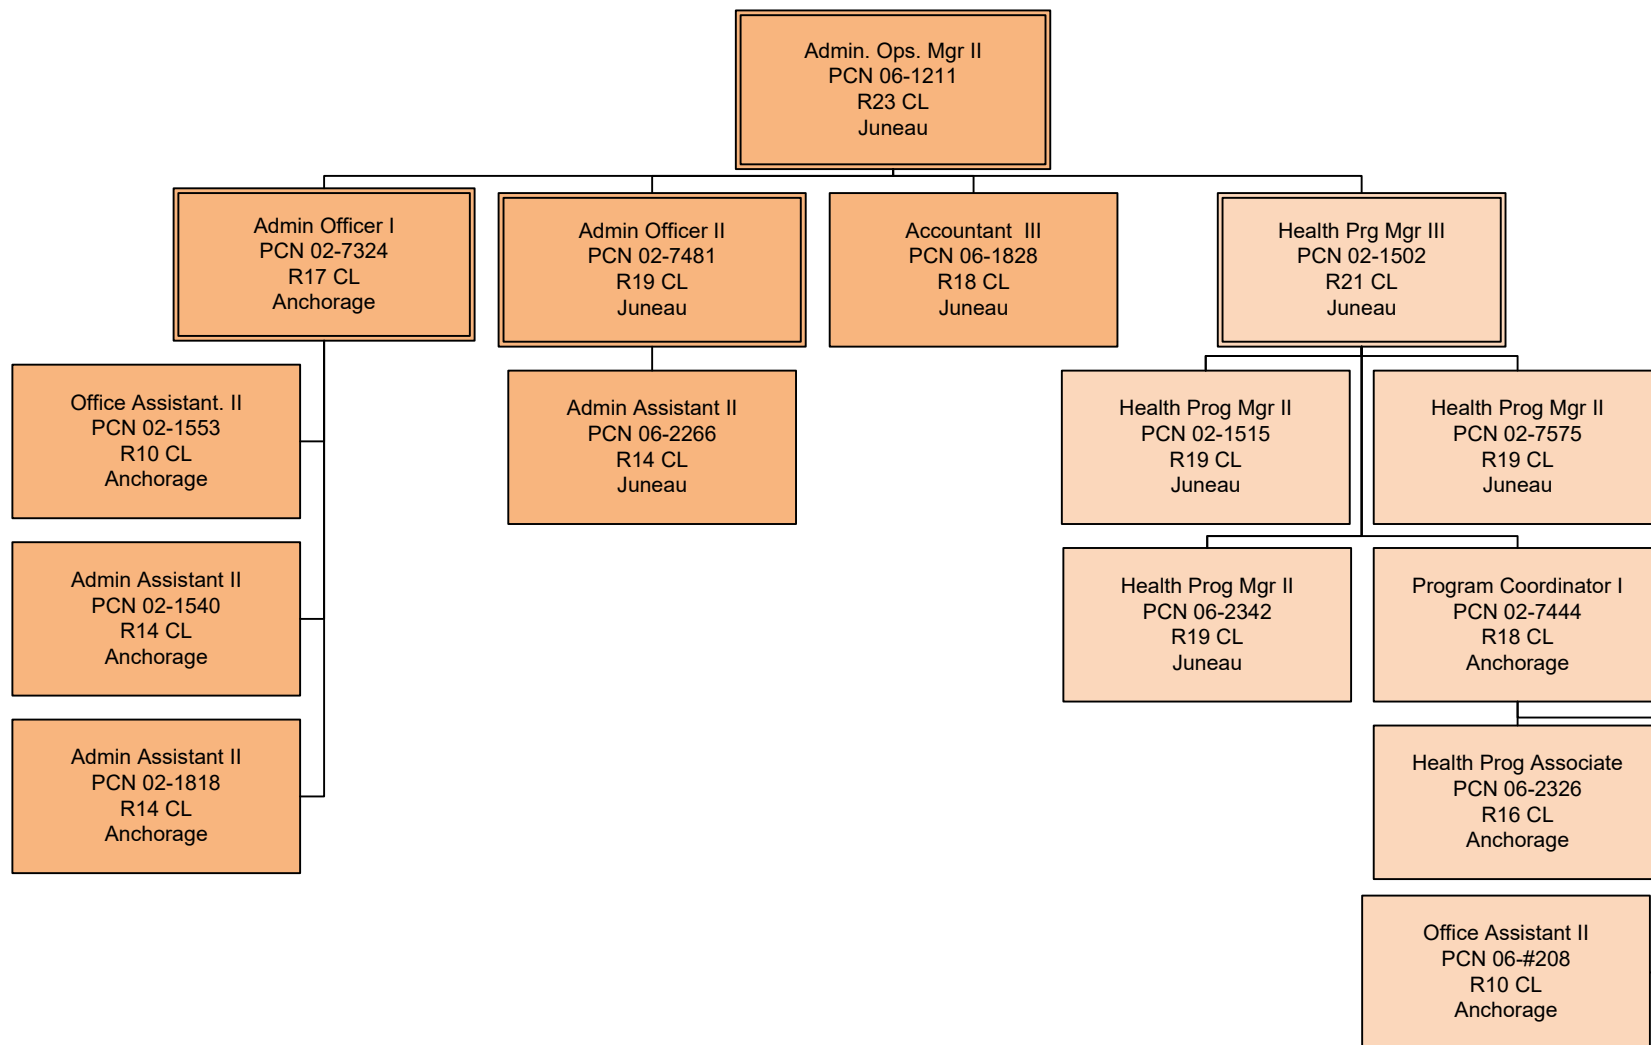 Admin. Ops. Mgr II
PCN 06-1211
R23 CL
Juneau
Admin Officer I
PCN 02-7324
R17 CL
Anchorage
Admin Officer II
PCN 02-7481
R19 CL
Juneau
Accountant  III
PCN 06-1828
R18 CL
Juneau
Health Prg Mgr III
PCN 02-1502
R21 CL
Juneau
Office Assistant. II
PCN 02-1553
R10 CL
Anchorage
Admin Assistant II
PCN 06-2266
R14 CL
Juneau
Health Prog Mgr II
PCN 02-1515
R19 CL
Juneau
Health Prog Mgr II
PCN 02-7575
R19 CL
Juneau
Admin Assistant II
PCN 02-1540
R14 CL
Anchorage
Health Prog Mgr II
PCN 06-2342
R19 CL
Juneau
Program Coordinator I
PCN 02-7444
R18 CL
Anchorage
Admin Assistant II
PCN 02-1818
R14 CL
Anchorage
Health Prog Associate
PCN 06-2326
R16 CL
Anchorage
Office Assistant II
PCN 06-#208
R10 CL
Anchorage